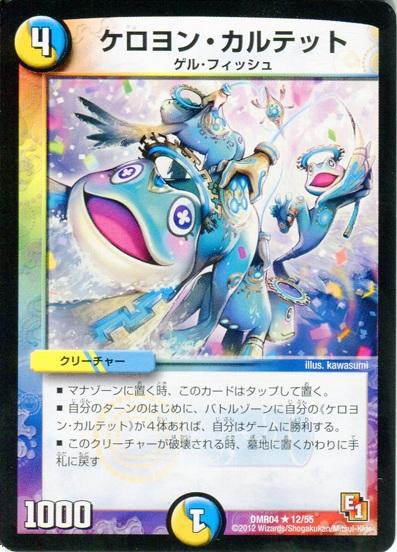 4
ケロヨン・カルテット
ゲル・フィッシュ
illus. kawasumi
クリーチャー
■ マナゾーンに置く時、このカードはタップして置く。
■ 自分のターンのはじめに、バトルゾーンに自分の《ケロ
ヨン・カルテット》が4体あれば、自分はゲームに勝利する。
■ このクリーチャーが破壊される時、墓地に置くかわりに手
札に戻す
1000
1
DMR04 ★ 12/55
©2012 Wizards/Shogakukan/Mitsui-Kids
E1